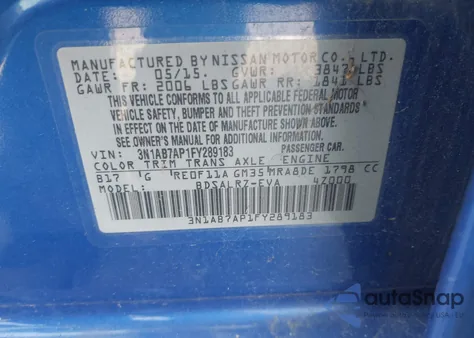 MANUFACTURED BY NISSAN MOTOR CO., LTD.
DATE: 05/15. GVWR: 3847 LBS
GAWR FR: 2006 LBS GAWR RR: 1841 LBS
THIS VEHICLE CONFORMS TO ALL APPLICABLE FEDERAL MOTOR
VEHICLE SAFETY, BUMPER AND THEFT PREVENTION STANDARDS
IN EFFECT ON THE DATE OF MANUFACTURE SHOWN ABOVE.
SEE OWNER'S MANUAL FOR ADDITIONAL INFORMATION.
VIN: 3N1AB7AP1FY289183
COLOR TRIM TRANS AXLE ENGINE
B17 G RE0F11A GM35 MRA8DE 1798 CC
MODEL: BDSALRZ-EVA 4Z000
3N1AB7AP1FY289183
autoSnap